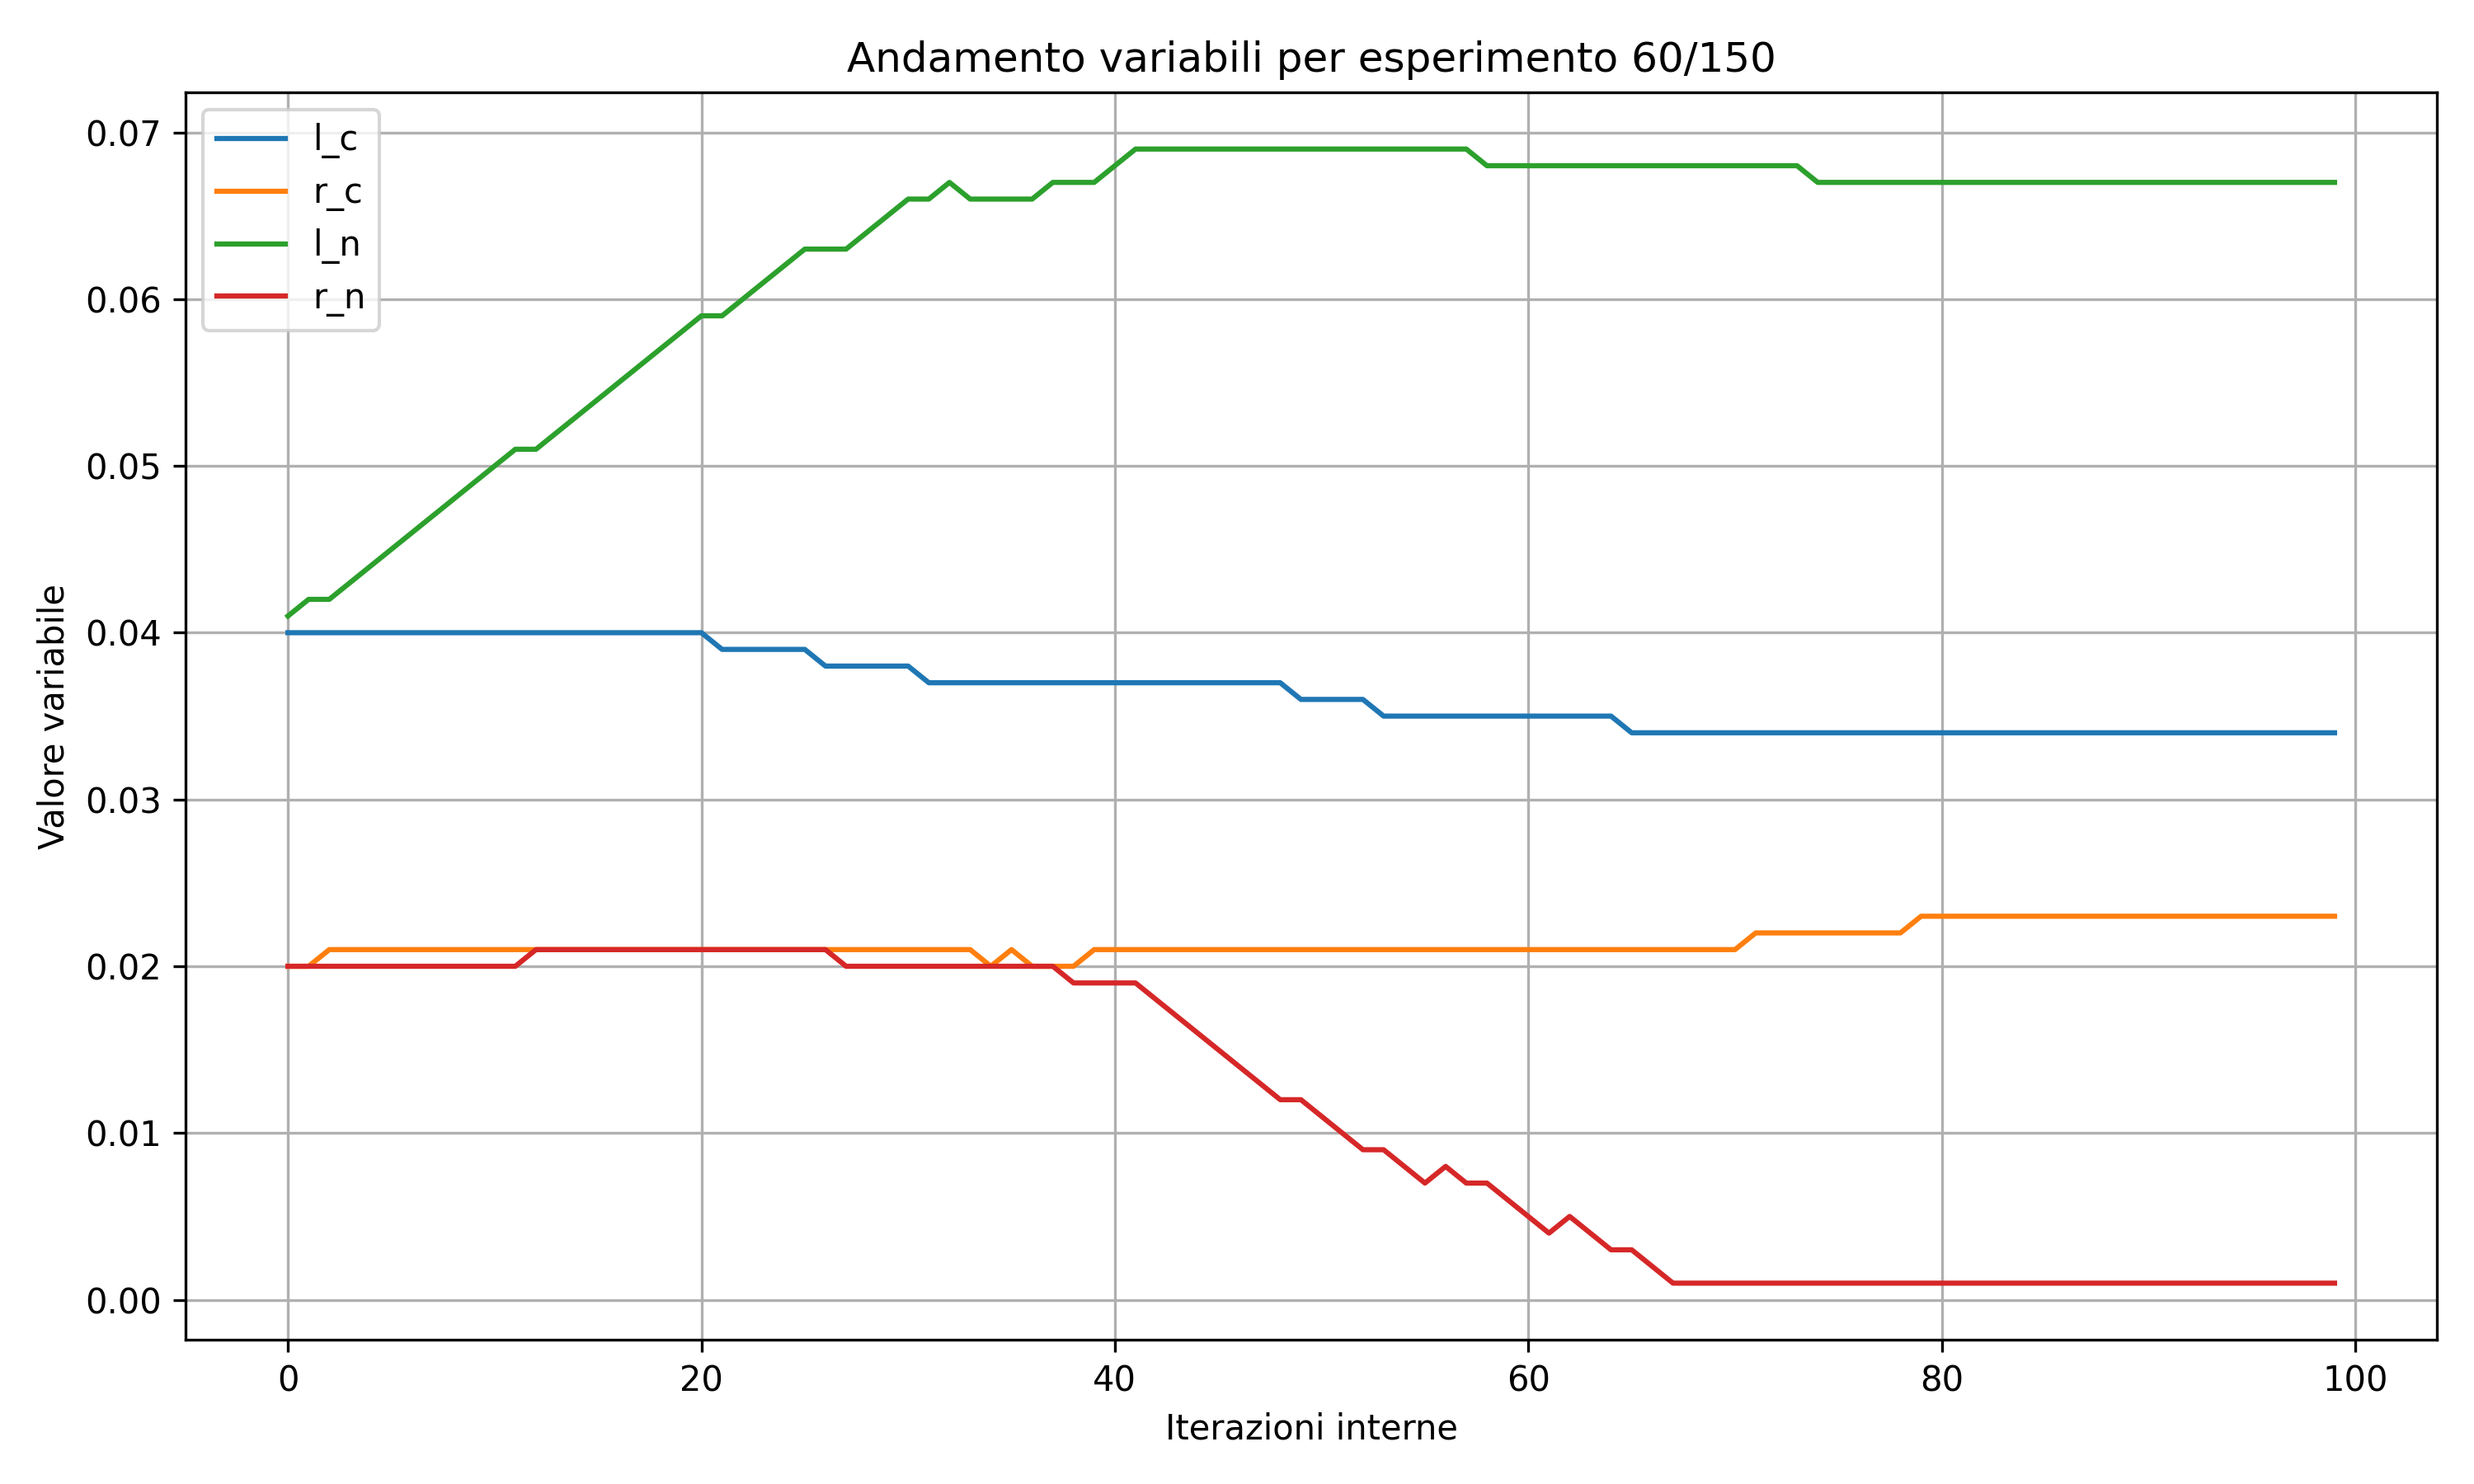 Andamento variabili per esperimento 60/150
l_c
r_c
l_n
r_n
0.07
0.06
0.05
0.04
0.03
0.02
0.01
0.00
Valore variabile
0 20 40 60 80 100
Iterazioni interne